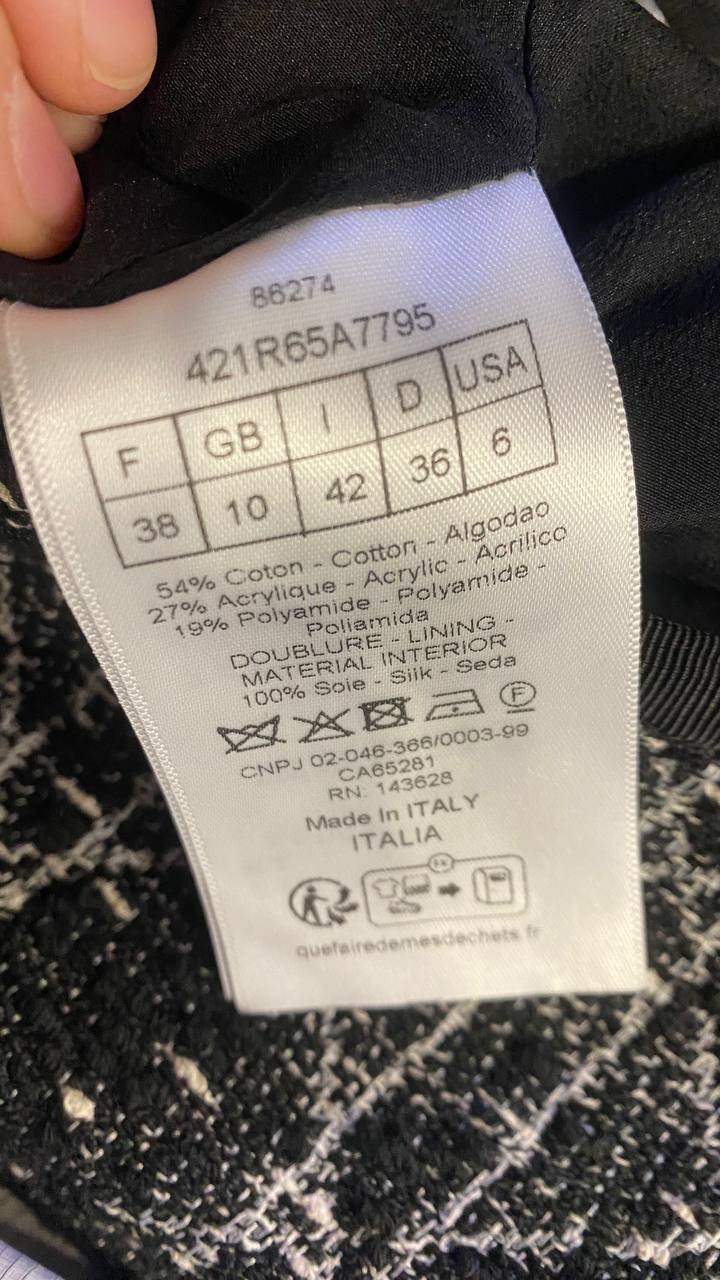 86274
421R65A7795
F GB I D USA
38 10 42 36 6
54% Coton - Cotton - Algodao
27% Acrylique - Acrylic - Acrilico
19% Polyamide - Polyamide -
Poliamida
DOUBLURE - LINING -
MATERIAL INTERIOR
100% Soie - Silk - Seda
F
CNPJ 02-046-366/0003-99
CA65281
RN: 143628
Made In ITALY
ITALIA
quefairedemesdechets.fr